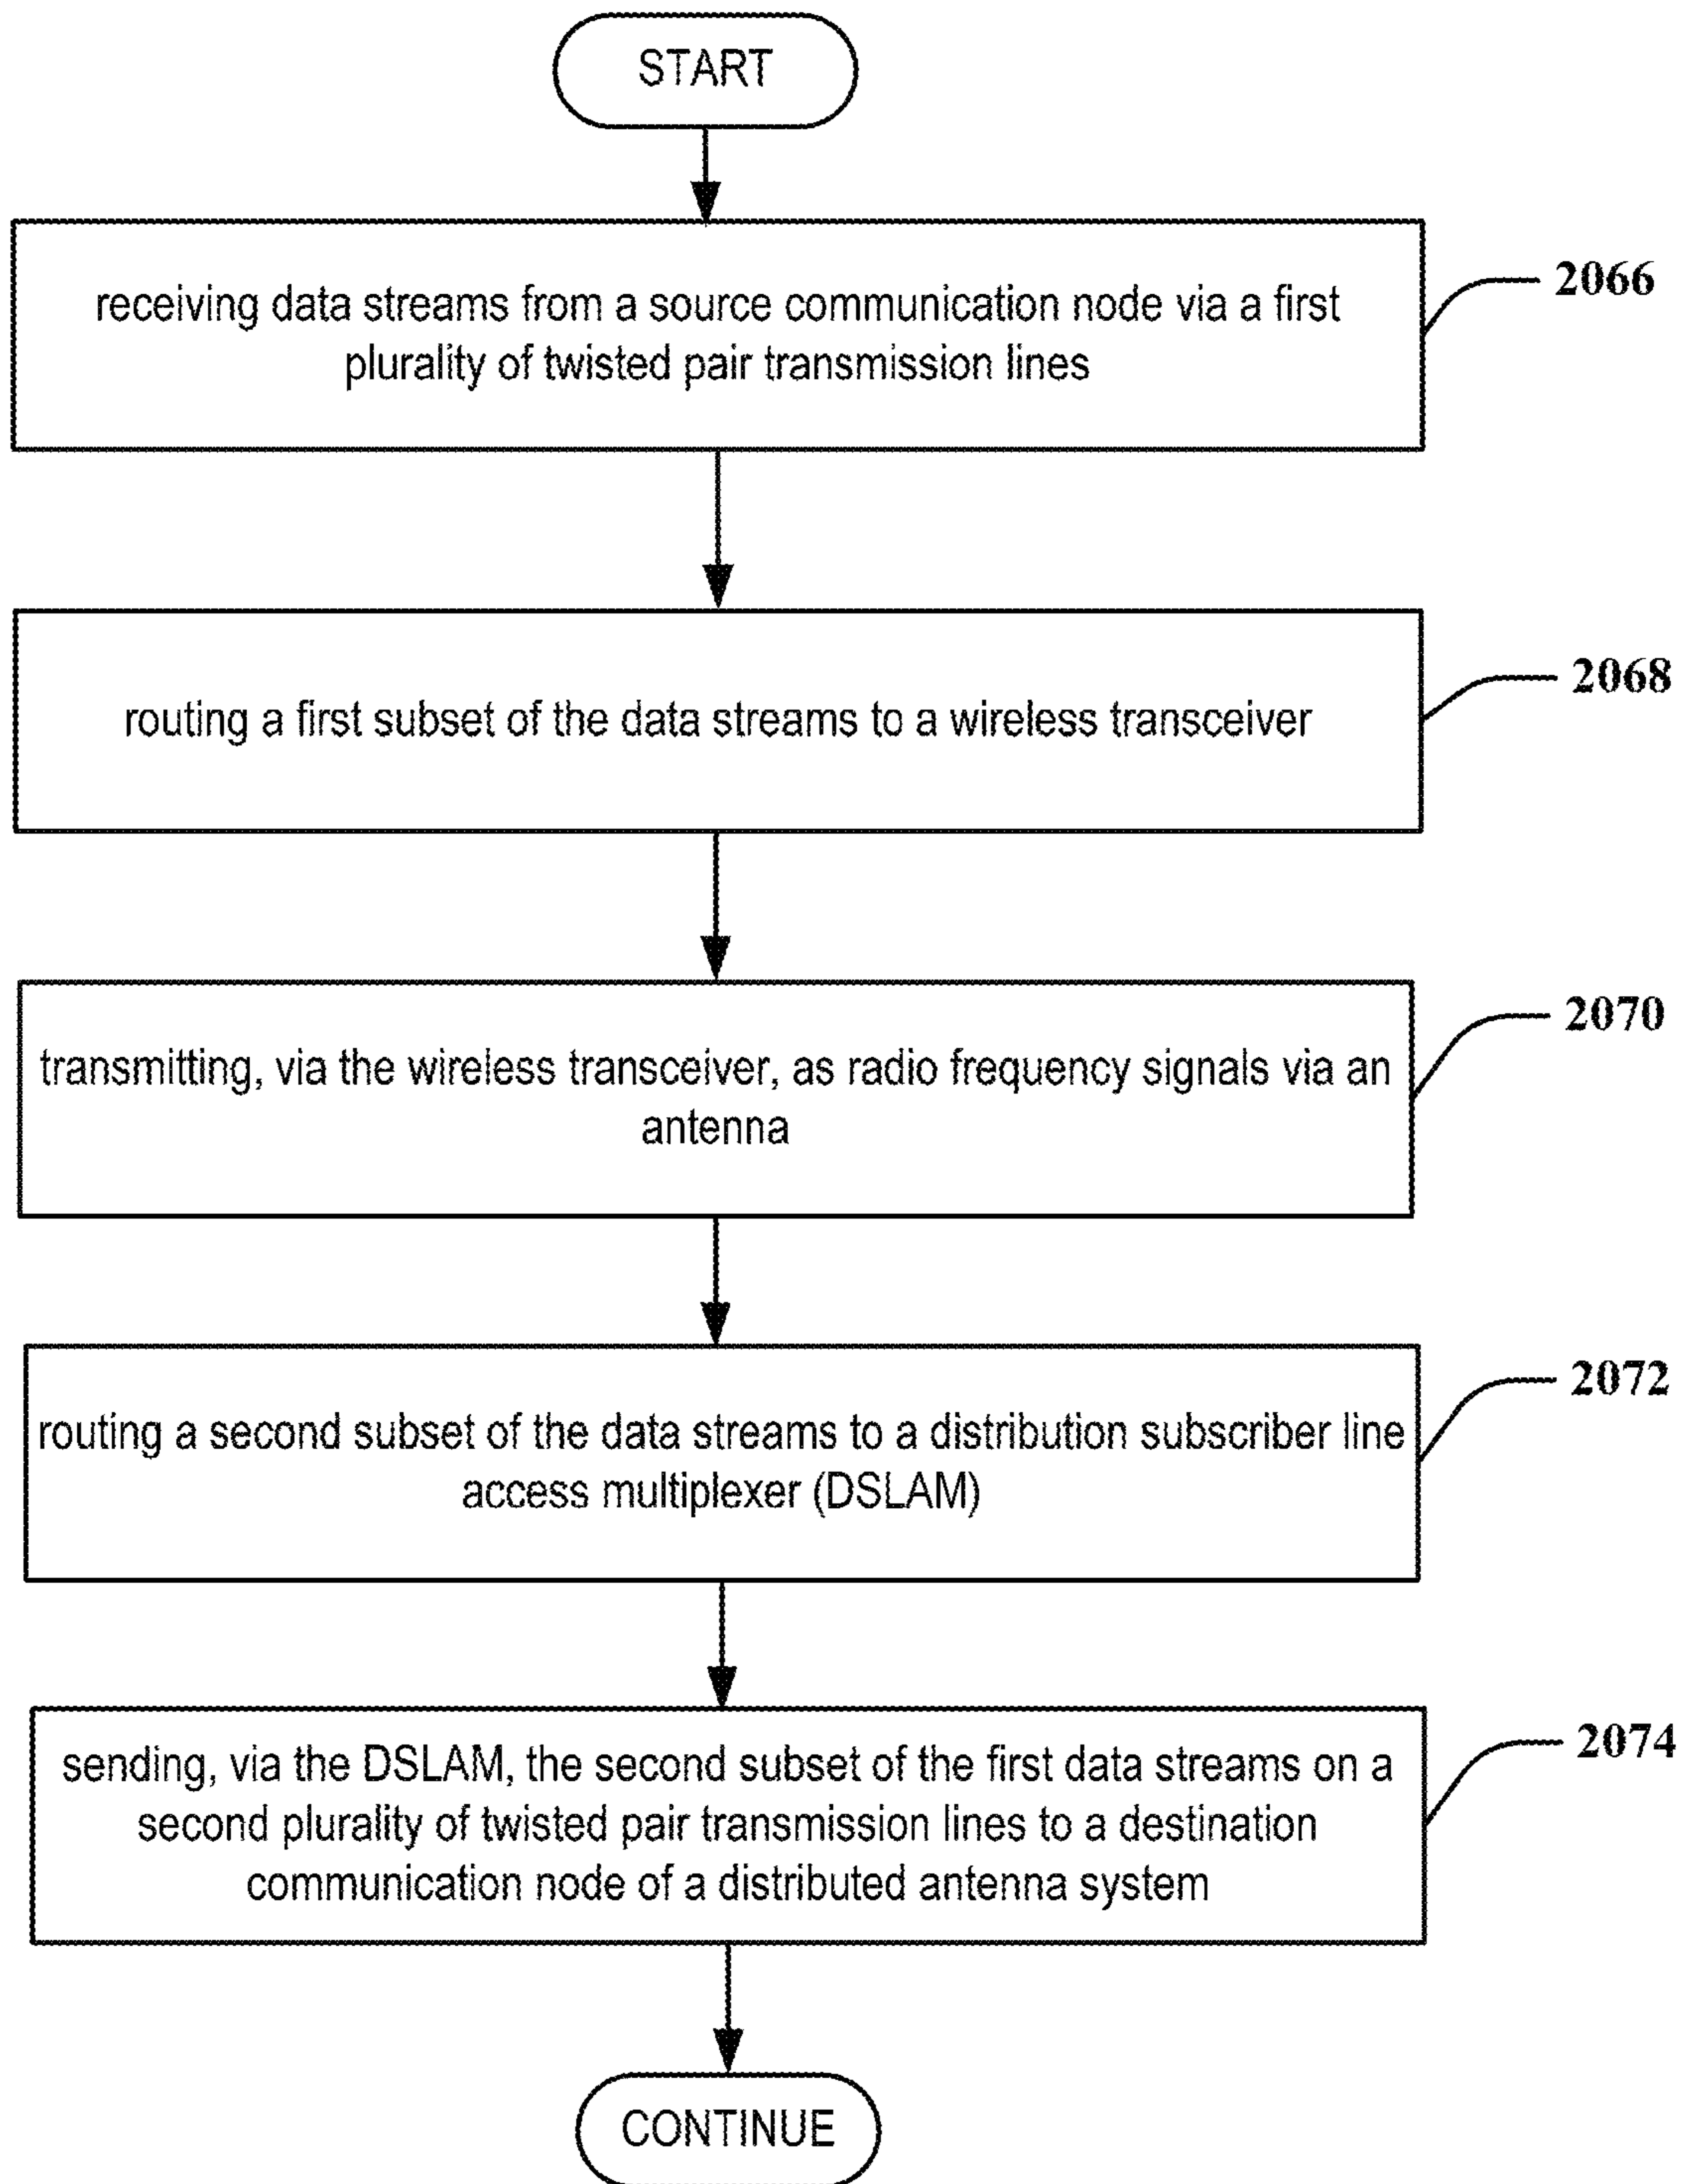 START
receiving data streams from a source communication node via a first
plurality of twisted pair transmission lines
2066
routing a first subset of the data streams to a wireless transceiver
2068
transmitting, via the wireless transceiver, as radio frequency signals via an
antenna
2070
routing a second subset of the data streams to a distribution subscriber line
access multiplexer (DSLAM)
2072
sending, via the DSLAM, the second subset of the first data streams on a
second plurality of twisted pair transmission lines to a destination
communication node of a distributed antenna system
2074
CONTINUE